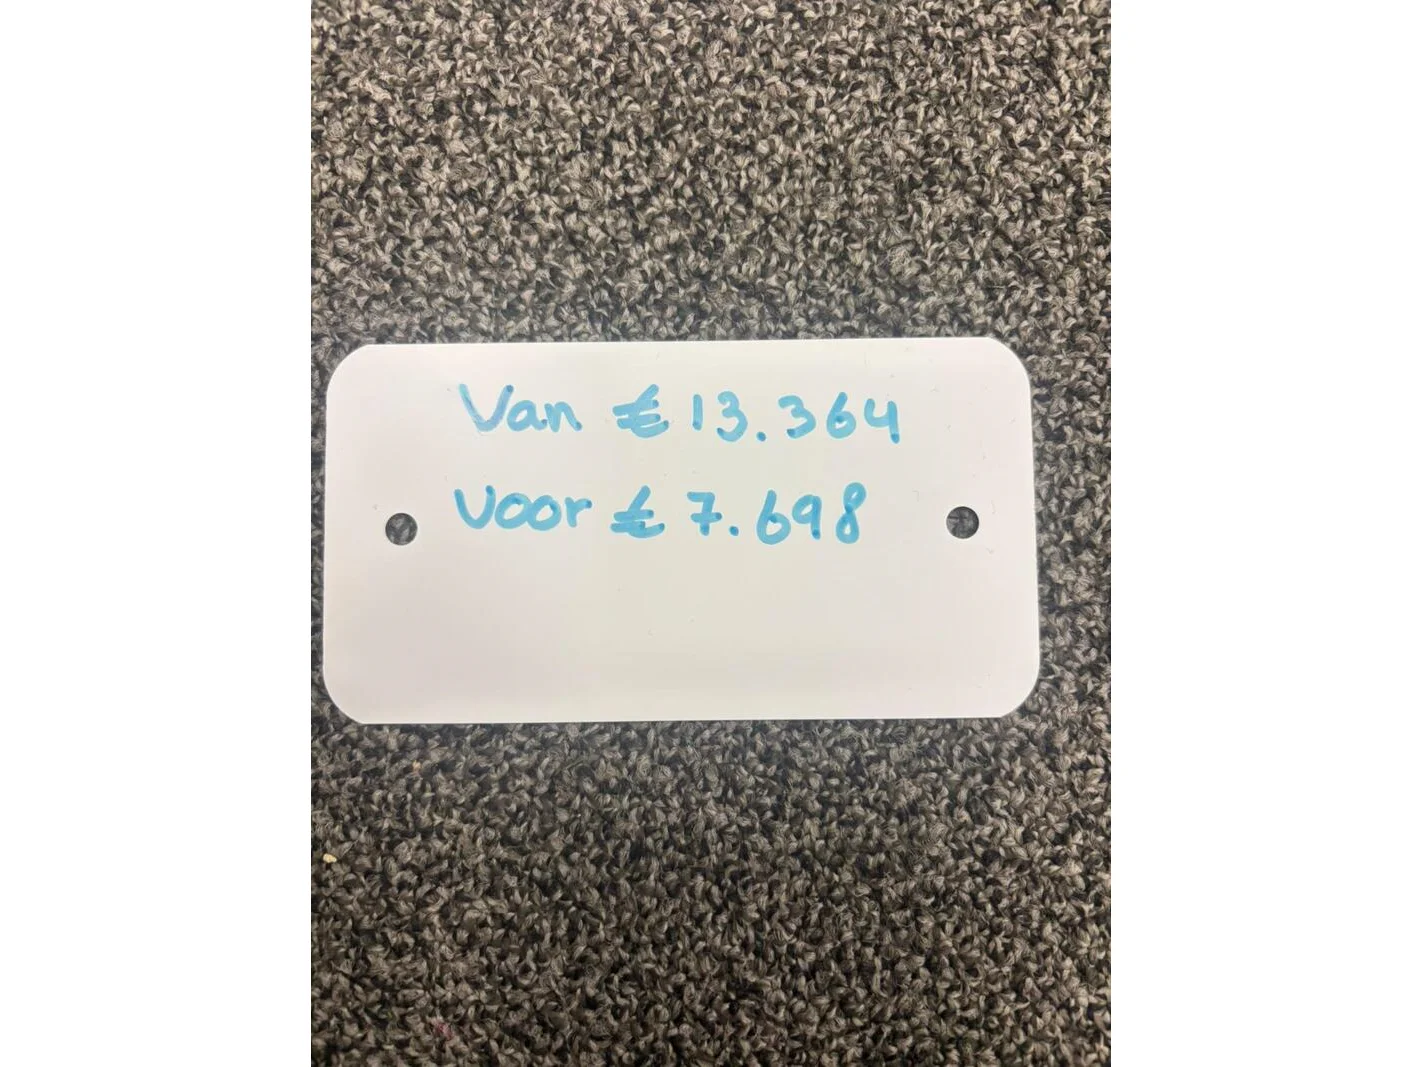 Van € 13.364
Voor € 7.698